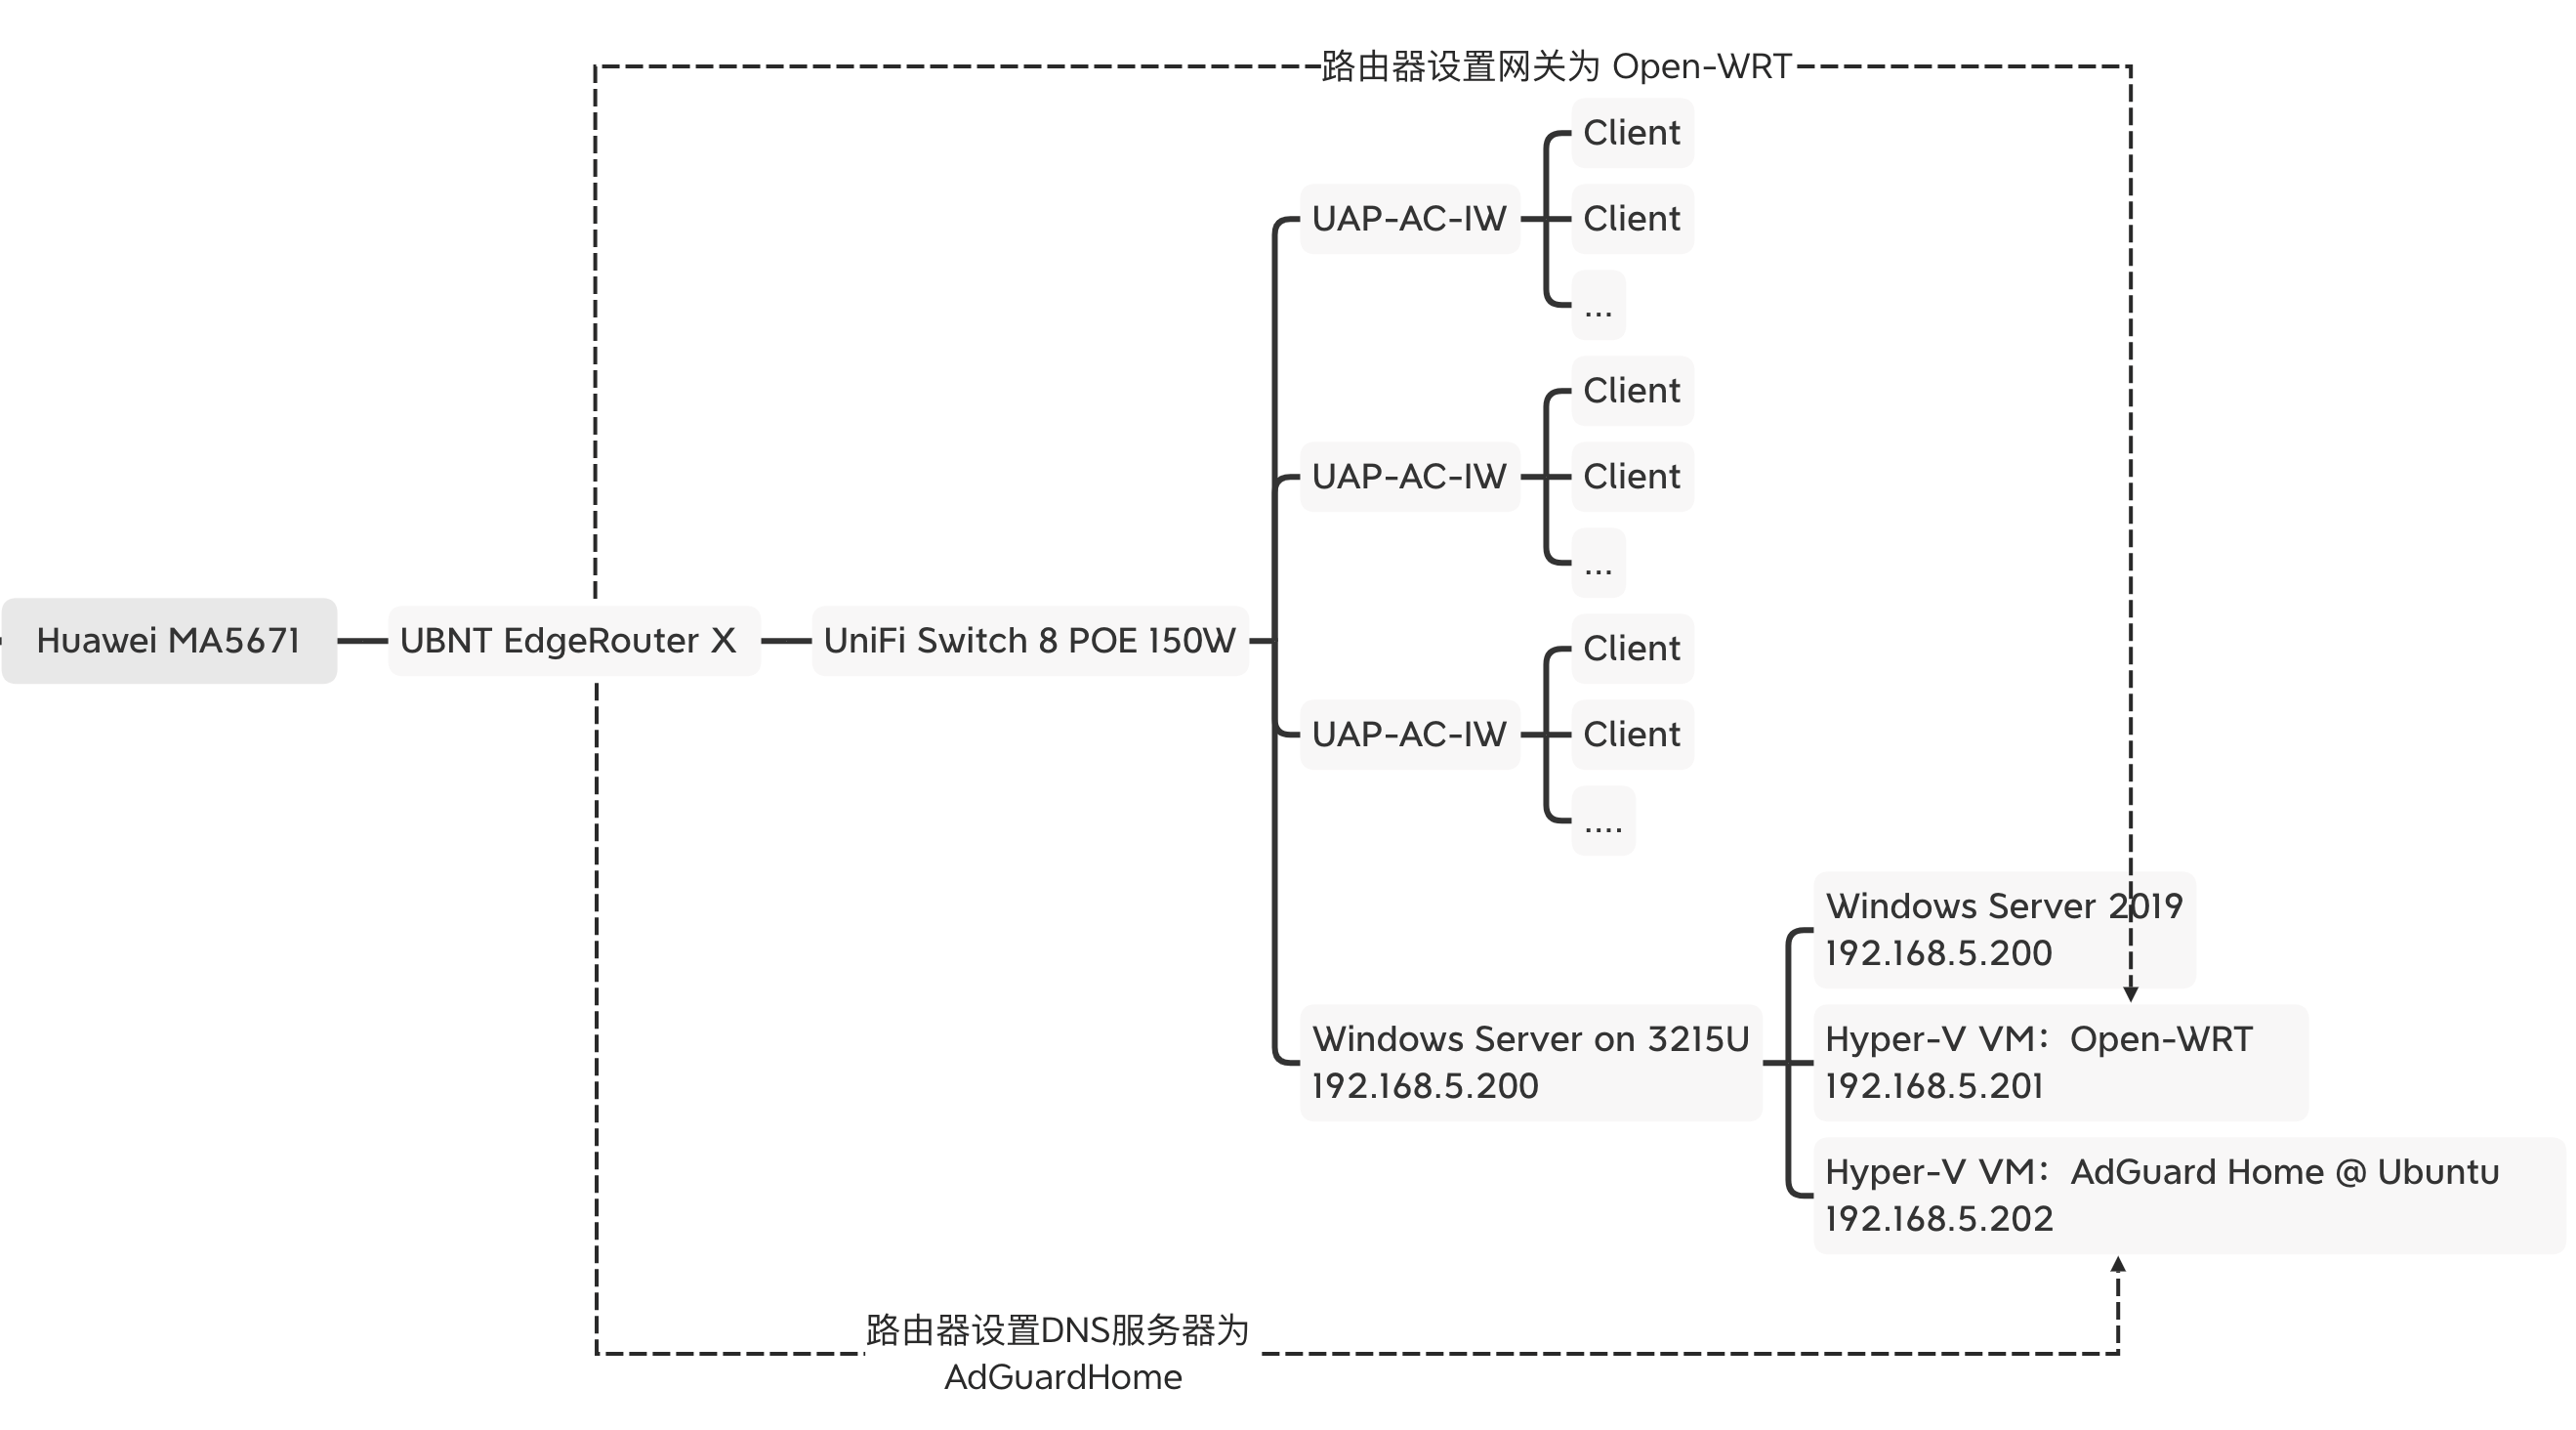 路由器设置网关为 Open-WRT
Client
UAP-AC-IW
Client
...
Client
UAP-AC-IW
Client
...
Huawei MA5671
UBNT EdgeRouter X
UniFi Switch 8 POE 150W
Client
UAP-AC-IW
Client
....
Windows Server on 3215U
192.168.5.200
Windows Server 2019
192.168.5.200
Hyper-V VM：Open-WRT
192.168.5.201
Hyper-V VM：AdGuard Home @ Ubuntu
192.168.5.202
路由器设置DNS服务器为
AdGuardHome